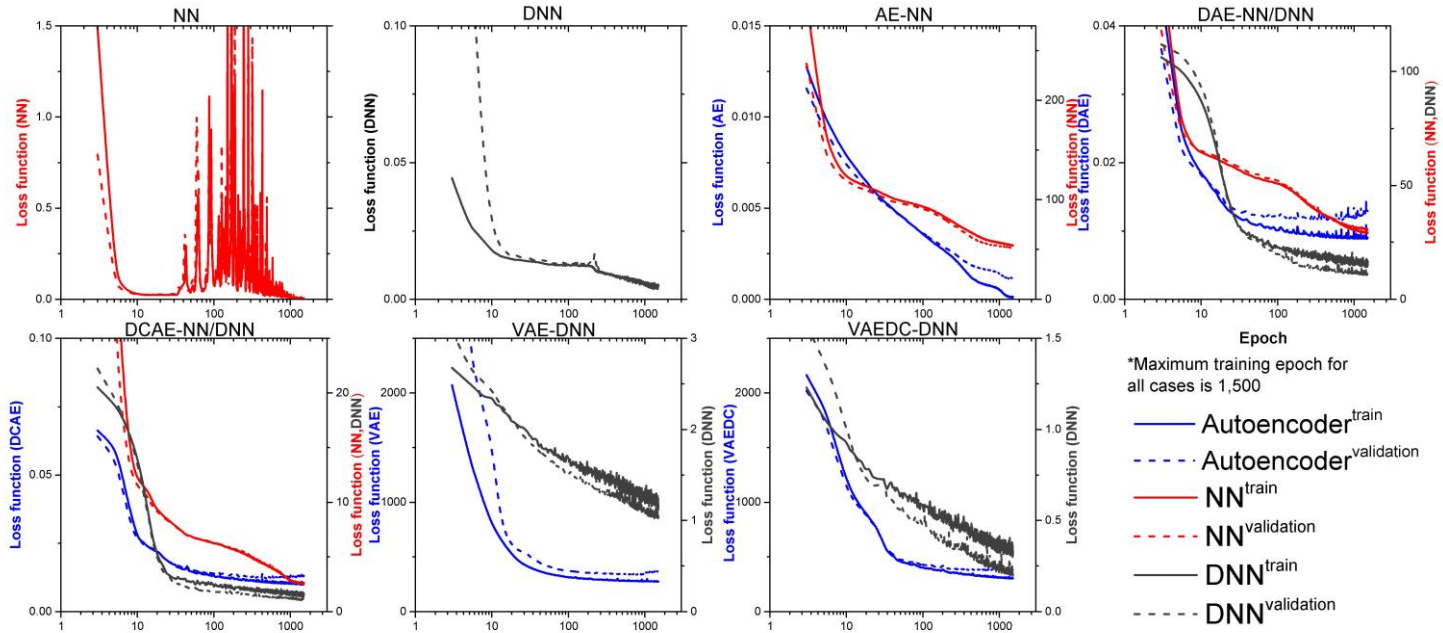 NN
DNN
AE-NN
DAE-NN/DNN
1.5
1.0
0.5
0.0
Loss function (NN)
1
10
100
1000
0.10
0.05
0.00
Loss function (DNN)
1
10
100
1000
0.015
0.010
0.005
0.000
Loss function (AE)
1
10
100
1000
200
100
0
Loss function (NN)
Loss function (DAE)
0.04
0.02
0.00
1
10
100
1000
100
50
0
Loss function (NN,DNN)
DCAE-NN/DNN
VAE-DNN
VAEDC-DNN
Epoch
0.10
0.05
0.00
Loss function (DCAE)
1
10
100
1000
20
10
0
Loss function (NN,DNN)
Loss function (VAE)
2000
1000
0
1
10
100
1000
3
2
1
0
Loss function (DNN)
Loss function (VAEDC)
2000
1000
0
1
10
100
1000
1.5
1.0
0.5
0.0
Loss function (DNN)
*Maximum training epoch for
all cases is 1,500
Autoencoder train
Autoencoder validation
NN train
NN validation
DNN train
DNN validation